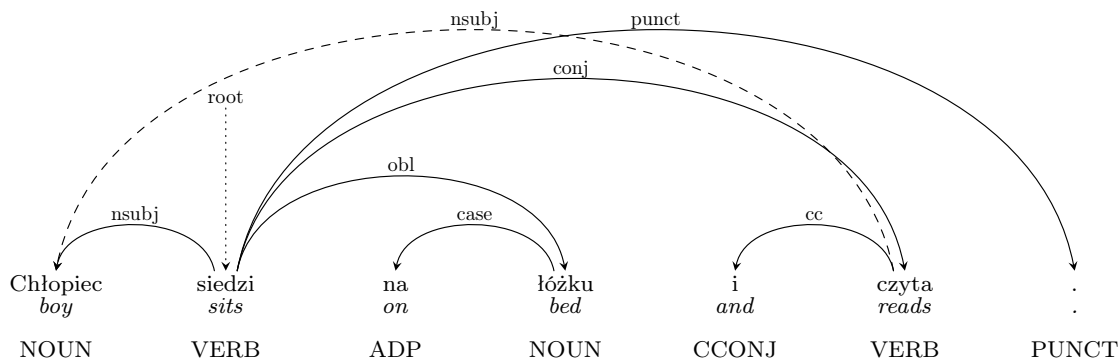 nsubj punct
conj
root
obl
nsubj case cc
Chłopiec siedzi na łóżku i czyta .
boy sits on bed and reads .
NOUN VERB ADP NOUN CCONJ VERB PUNCT